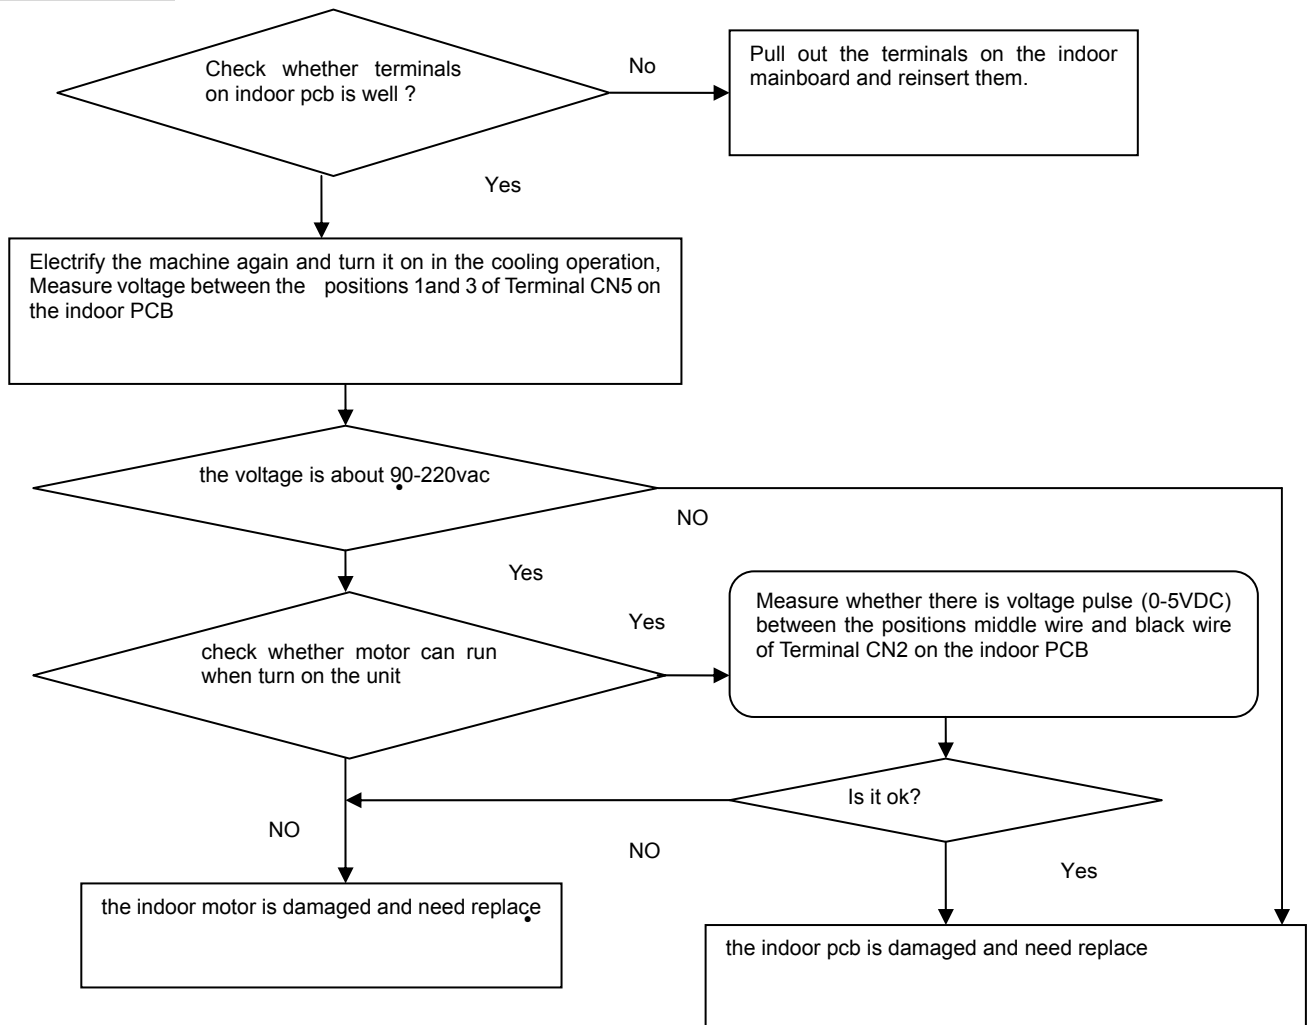 Check whether terminals
on indoor pcb is well ?
No
Pull out the terminals on the indoor
mainboard and reinsert them.
Yes
Electrify the machine again and turn it on in the cooling operation,
Measure voltage between the positions 1and 3 of Terminal CN5 on
the indoor PCB
the voltage is about 90-220vac
NO
Yes
check whether motor can run
when turn on the unit
Yes
Measure whether there is voltage pulse (0-5VDC)
between the positions middle wire and black wire
of Terminal CN2 on the indoor PCB
Is it ok?
NO
NO
Yes
the indoor motor is damaged and need replace
the indoor pcb is damaged and need replace